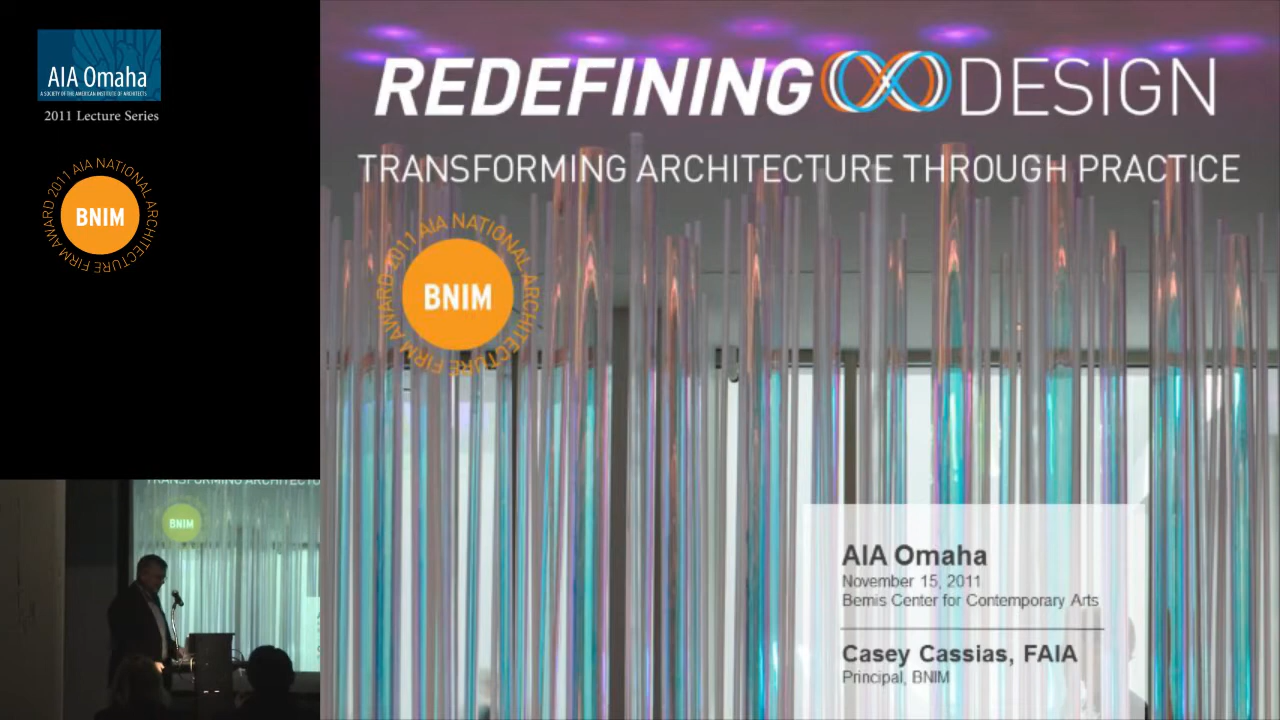 AIA Omaha
A SOCIETY OF THE AMERICAN INSTITUTE OF ARCHITECTS
2011 Lecture Series
2011 AIA NATIONAL ARCHITECTURE FIRM AWARD
BNIM
REDEFINING DESIGN
TRANSFORMING ARCHITECTURE THROUGH PRACTICE
2011 AIA NATIONAL ARCHITECTURE FIRM AWARD
BNIM
AIA Omaha
November 15, 2011
Bemis Center for Contemporary Arts
Casey Cassias, FAIA
Principal, BNIM
TRANSFORMING ARCHITECTU
BNIM